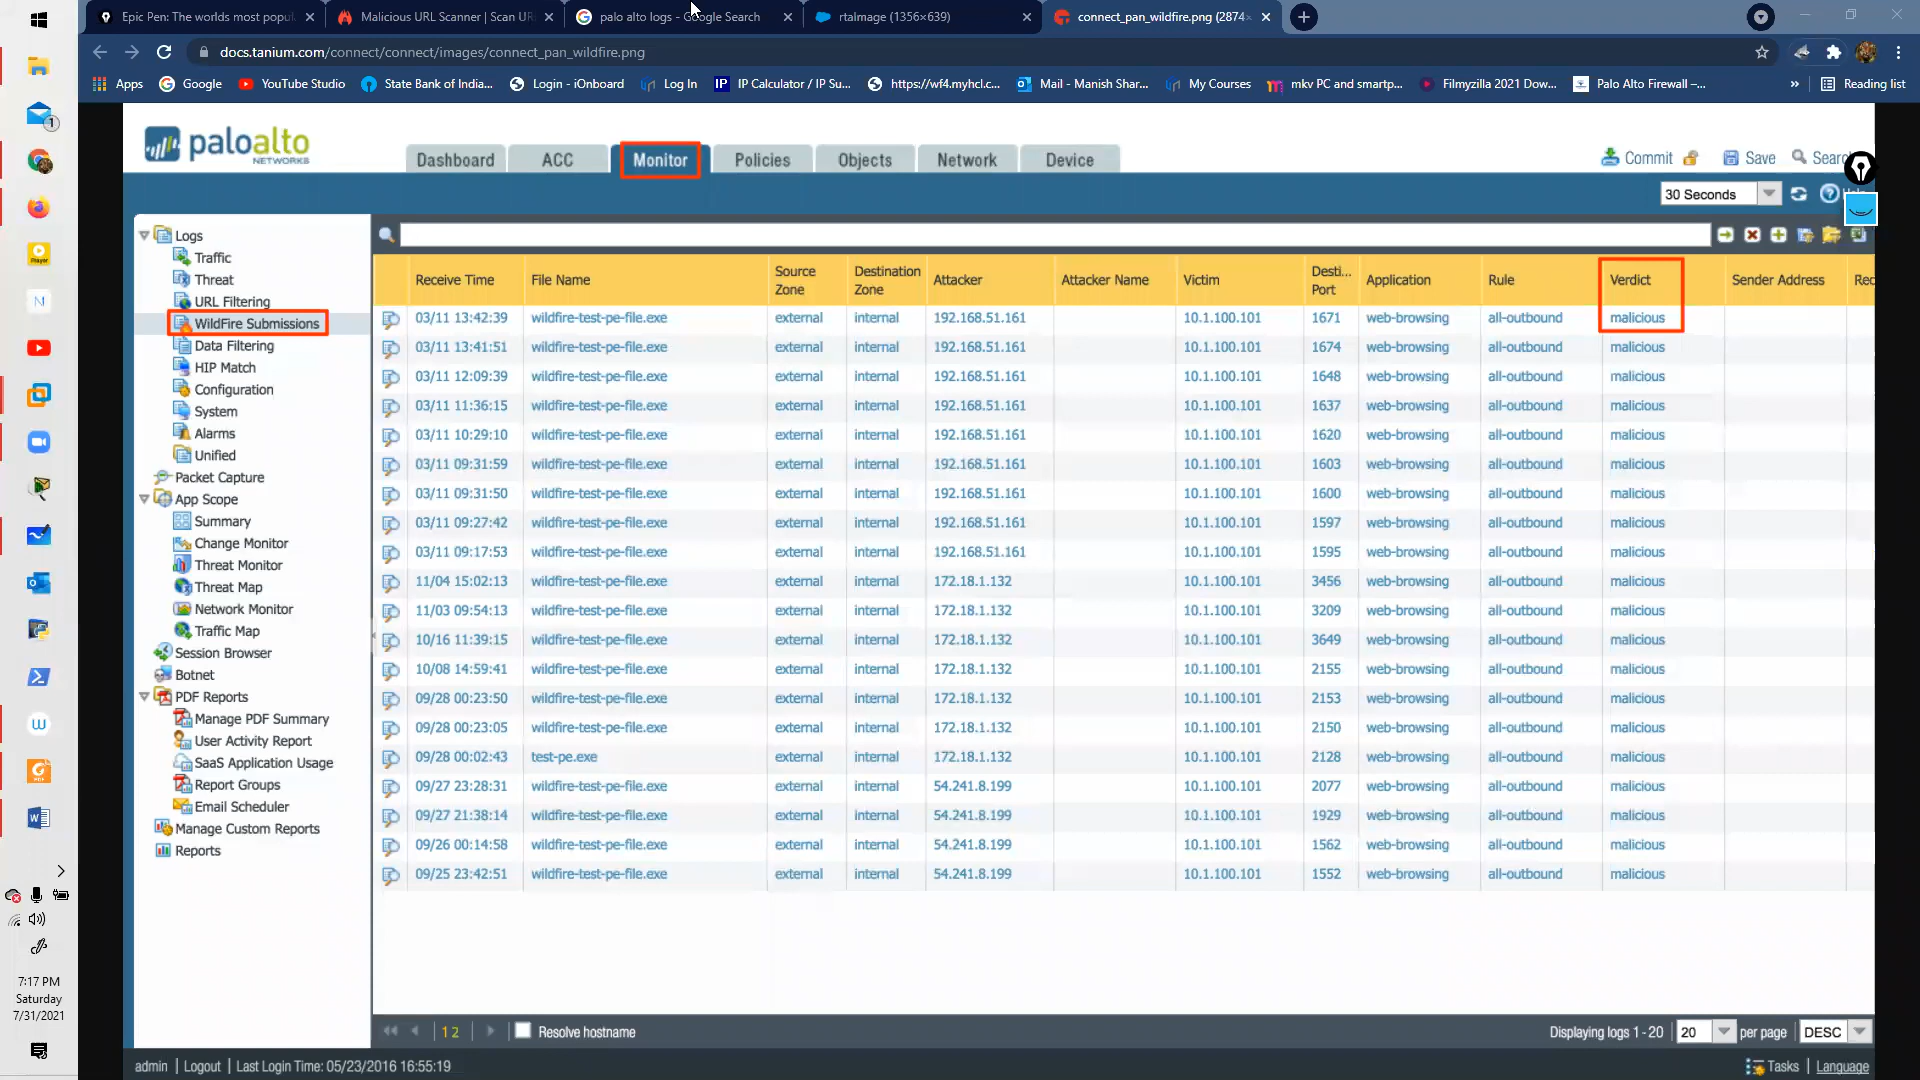 Epic Pen: The worlds most popul
Malicious URL Scanner | Scan UR
palo alto logs - Google Search
rtaImage (1356×639)
connect_pan_wildfire.png (2874×
docs.tanium.com/connect/connect/images/connect_pan_wildfire.png
Apps
Google
YouTube Studio
State Bank of India...
Login - iOnboard
Log In
IP Calculator / IP Su...
https://wf4.myhcl.c...
Mail - Manish Shar...
My Courses
mkv PC and smartp...
Filmyzilla 2021 Dow...
Palo Alto Firewall –...
»
Reading list
paloalto
NETWORKS
Dashboard
ACC
Monitor
Policies
Objects
Network
Device
Commit
Save
Search
30 Seconds
Logs
Traffic
Threat
URL Filtering
WildFire Submissions
Data Filtering
HIP Match
Configuration
System
Alarms
Unified
Packet Capture
App Scope
Summary
Change Monitor
Threat Monitor
Threat Map
Network Monitor
Traffic Map
Session Browser
Botnet
PDF Reports
Manage PDF Summary
User Activity Report
SaaS Application Usage
Report Groups
Email Scheduler
Manage Custom Reports
Reports
Receive Time File Name Source Zone Destination Zone Attacker Attacker Name Victim Desti... Port Application Rule Verdict Sender Address Rec
03/11 13:42:39 wildfire-test-pe-file.exe external internal 192.168.51.161 10.1.100.101 1671 web-browsing all-outbound malicious
03/11 13:41:51 wildfire-test-pe-file.exe external internal 192.168.51.161 10.1.100.101 1674 web-browsing all-outbound malicious
03/11 12:09:39 wildfire-test-pe-file.exe external internal 192.168.51.161 10.1.100.101 1648 web-browsing all-outbound malicious
03/11 11:36:15 wildfire-test-pe-file.exe external internal 192.168.51.161 10.1.100.101 1637 web-browsing all-outbound malicious
03/11 10:29:10 wildfire-test-pe-file.exe external internal 192.168.51.161 10.1.100.101 1620 web-browsing all-outbound malicious
03/11 09:31:59 wildfire-test-pe-file.exe external internal 192.168.51.161 10.1.100.101 1603 web-browsing all-outbound malicious
03/11 09:31:50 wildfire-test-pe-file.exe external internal 192.168.51.161 10.1.100.101 1600 web-browsing all-outbound malicious
03/11 09:27:42 wildfire-test-pe-file.exe external internal 192.168.51.161 10.1.100.101 1597 web-browsing all-outbound malicious
03/11 09:17:53 wildfire-test-pe-file.exe external internal 192.168.51.161 10.1.100.101 1595 web-browsing all-outbound malicious
11/04 15:02:13 wildfire-test-pe-file.exe external internal 172.18.1.132 10.1.100.101 3456 web-browsing all-outbound malicious
11/03 09:54:13 wildfire-test-pe-file.exe external internal 172.18.1.132 10.1.100.101 3209 web-browsing all-outbound malicious
10/16 11:39:15 wildfire-test-pe-file.exe external internal 172.18.1.132 10.1.100.101 3649 web-browsing all-outbound malicious
10/08 14:59:41 wildfire-test-pe-file.exe external internal 172.18.1.132 10.1.100.101 2155 web-browsing all-outbound malicious
09/28 00:23:50 wildfire-test-pe-file.exe external internal 172.18.1.132 10.1.100.101 2153 web-browsing all-outbound malicious
09/28 00:23:05 wildfire-test-pe-file.exe external internal 172.18.1.132 10.1.100.101 2150 web-browsing all-outbound malicious
09/28 00:02:43 test-pe.exe external internal 172.18.1.132 10.1.100.101 2128 web-browsing all-outbound malicious
09/27 23:28:31 wildfire-test-pe-file.exe external internal 54.241.8.199 10.1.100.101 2077 web-browsing all-outbound malicious
09/27 21:38:14 wildfire-test-pe-file.exe external internal 54.241.8.199 10.1.100.101 1929 web-browsing all-outbound malicious
09/26 00:14:58 wildfire-test-pe-file.exe external internal 54.241.8.199 10.1.100.101 1562 web-browsing all-outbound malicious
09/25 23:42:51 wildfire-test-pe-file.exe external internal 54.241.8.199 10.1.100.101 1552 web-browsing all-outbound malicious
1 2
Resolve hostname
Displaying logs 1 - 20
20
per page
DESC
admin | Logout | Last Login Time: 05/23/2016 16:55:19
Tasks | Language
7:17 PM
Saturday
7/31/2021